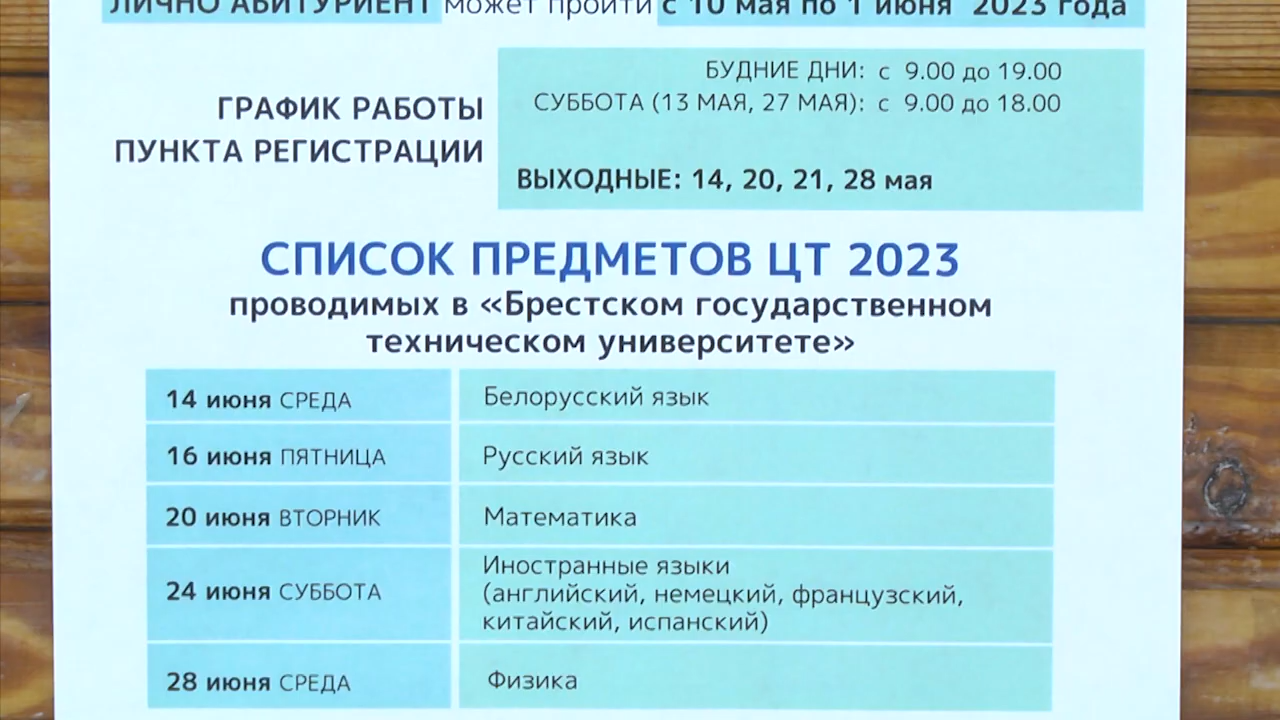 ЛИЧНО АБИТУРИЕНТ может пройти с 10 мая по 1 июня 2023 года
ГРАФИК РАБОТЫ
ПУНКТА РЕГИСТРАЦИИ
БУДНИЕ ДНИ: с 9.00 до 19.00
СУББОТА (13 МАЯ, 27 МАЯ): с 9.00 до 18.00
ВЫХОДНЫЕ: 14, 20, 21, 28 мая
СПИСОК ПРЕДМЕТОВ ЦТ 2023
проводимых в «Брестском государственном
техническом университете»
14 июня СРЕДА Белорусский язык
16 июня ПЯТНИЦА Русский язык
20 июня ВТОРНИК Математика
24 июня СУББОТА Иностранные языки
(английский, немецкий, французский,
китайский, испанский)
28 июня СРЕДА Физика